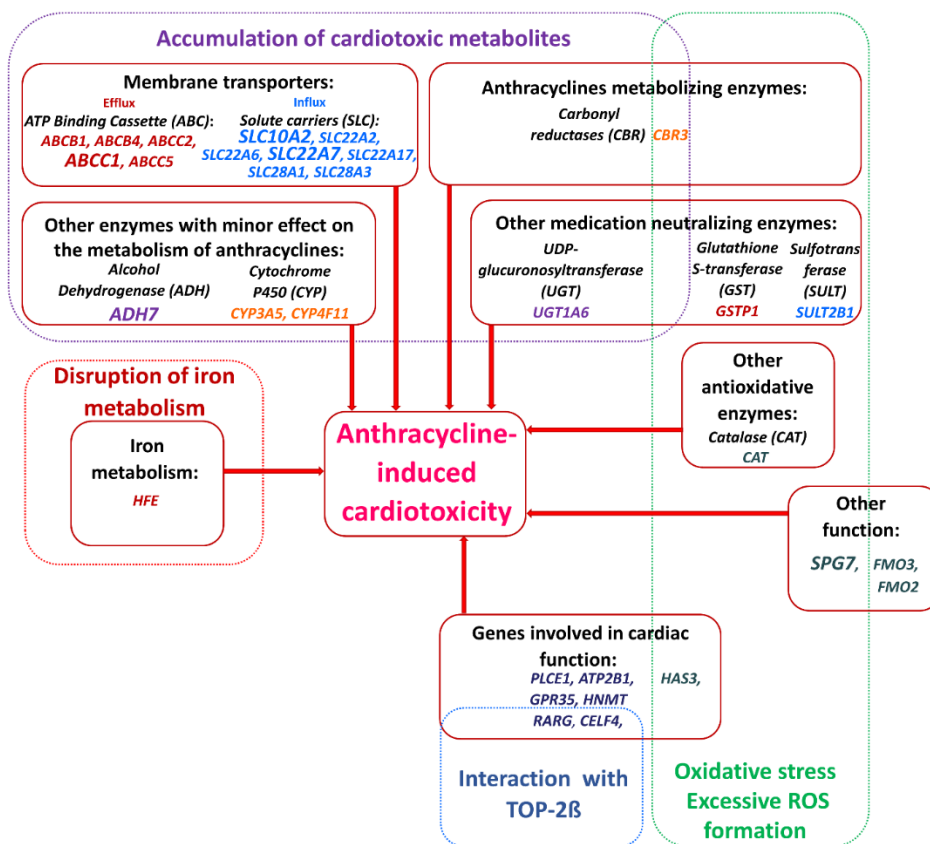 Accumulation of cardiotoxic metabolites
Membrane transporters:
Efflux
ATP Binding Cassette (ABC):
ABCB1, ABCB4, ABCC2,
ABCC1, ABCC5
Influx
Solute carriers (SLC):
SLC10A2, SLC22A2,
SLC22A6, SLC22A7, SLC22A17,
SLC28A1, SLC28A3
Anthracyclines metabolizing enzymes:
Carbonyl
reductases (CBR) CBR3
Other enzymes with minor effect on
the metabolism of anthracyclines:
Alcohol
Dehydrogenase (ADH)
ADH7
Cytochrome
P450 (CYP)
CYP3A5, CYP4F11
Other medication neutralizing enzymes:
UDP-
glucuronosyltransferase
(UGT)
UGT1A6
Glutathione
S-transferase
(GST)
GSTP1
Sulfotrans
ferase
(SULT)
SULT2B1
Disruption of iron
metabolism
Iron
metabolism:
HFE
Anthracycline-
induced
cardiotoxicity
Other
antioxidative
enzymes:
Catalase (CAT)
CAT
Other
function:
SPG7, FMO3,
FMO2
Genes involved in cardiac
function:
PLCE1, ATP2B1, HAS3,
GPR35, HNMT
RARG, CELF4,
Interaction with
TOP-2ß
Oxidative stress
Excessive ROS
formation